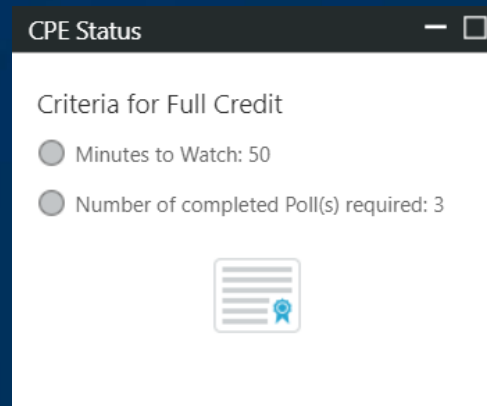 CPE Status
Criteria for Full Credit
Minutes to Watch: 50
Number of completed Poll(s) required: 3